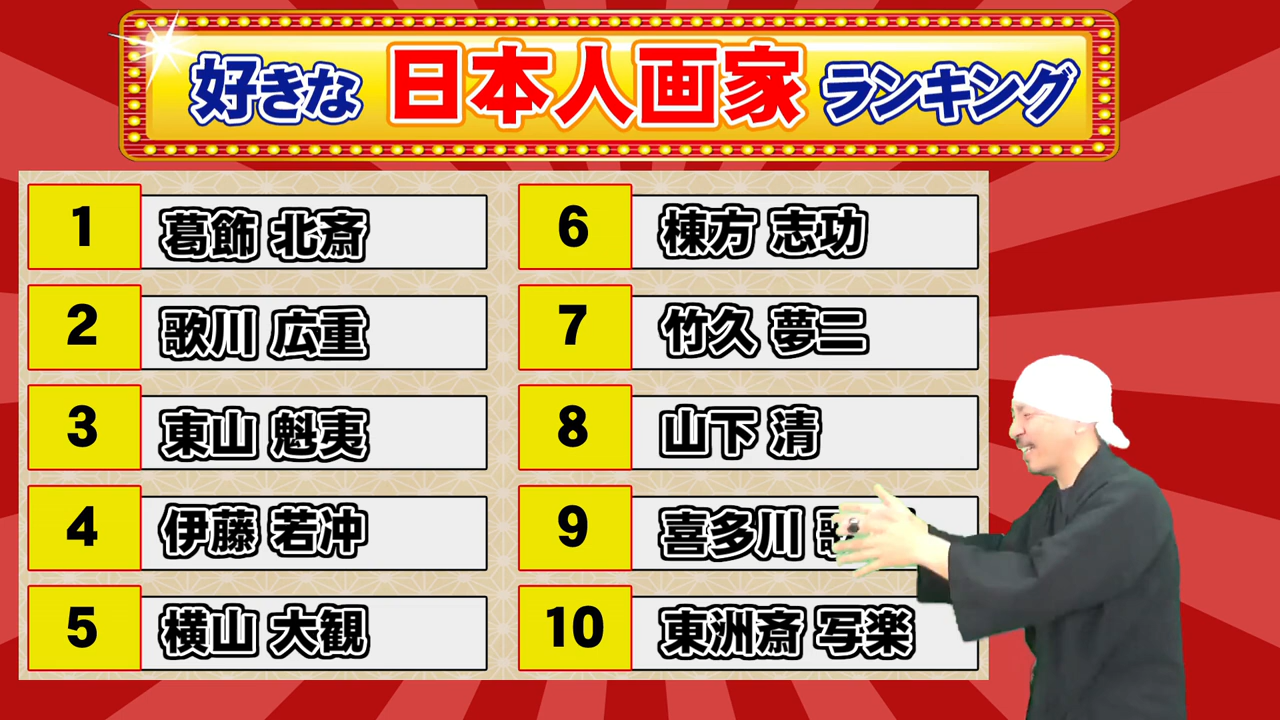 好きな 日本人画家 ランキング
1 葛飾 北斎
2 歌川 広重
3 東山 魁夷
4 伊藤 若冲
5 横山 大観
6 棟方 志功
7 竹久 夢二
8 山下 清
9 喜多川
10 東洲斎 写楽